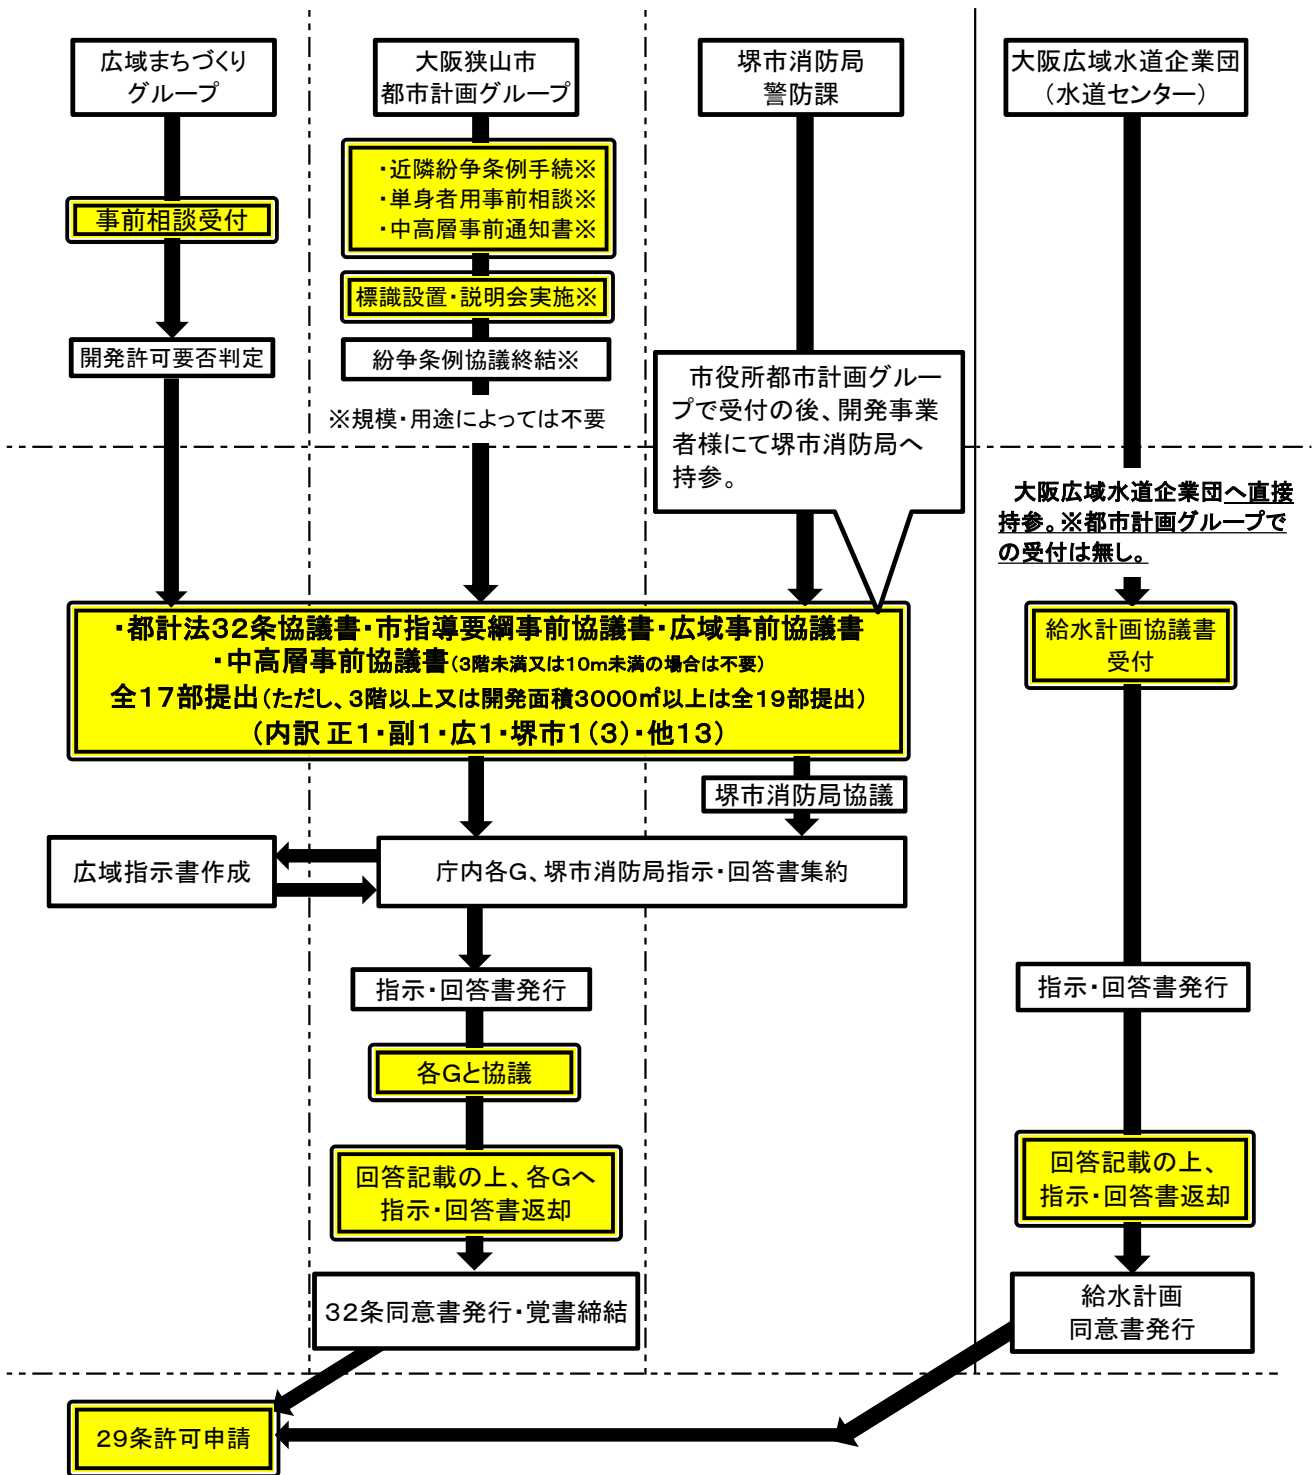 広域まちづくり
グループ
大阪狭山市
都市計画グループ
堺市消防局
警防課
大阪広域水道企業団
（水道センター）
・近隣紛争条例手続※
・単身者用事前相談※
・中高層事前通知書※
事前相談受付
標識設置・説明会実施※
開発許可要否判定
紛争条例協議終結※
※規模・用途によっては不要
市役所都市計画グルー
プで受付の後、開発事業
者様にて堺市消防局へ
持参。
大阪広域水道企業団へ直接
持参。※都市計画グループで
の受付は無し。
・都計法32条協議書・市指導要綱事前協議書・広域事前協議書
・中高層事前協議書（3階未満又は10m未満の場合は不要）
全17部提出（ただし、3階以上又は開発面積3000㎡以上は全19部提出）
（内訳 正1・副1・広1・堺市1(3)・他13）
給水計画協議書
受付
堺市消防局協議
広域指示書作成
庁内各G、堺市消防局指示・回答書集約
指示・回答書発行
指示・回答書発行
各Gと協議
回答記載の上、各Gへ
指示・回答書返却
回答記載の上、
指示・回答書返却
32条同意書発行・覚書締結
給水計画
同意書発行
29条許可申請